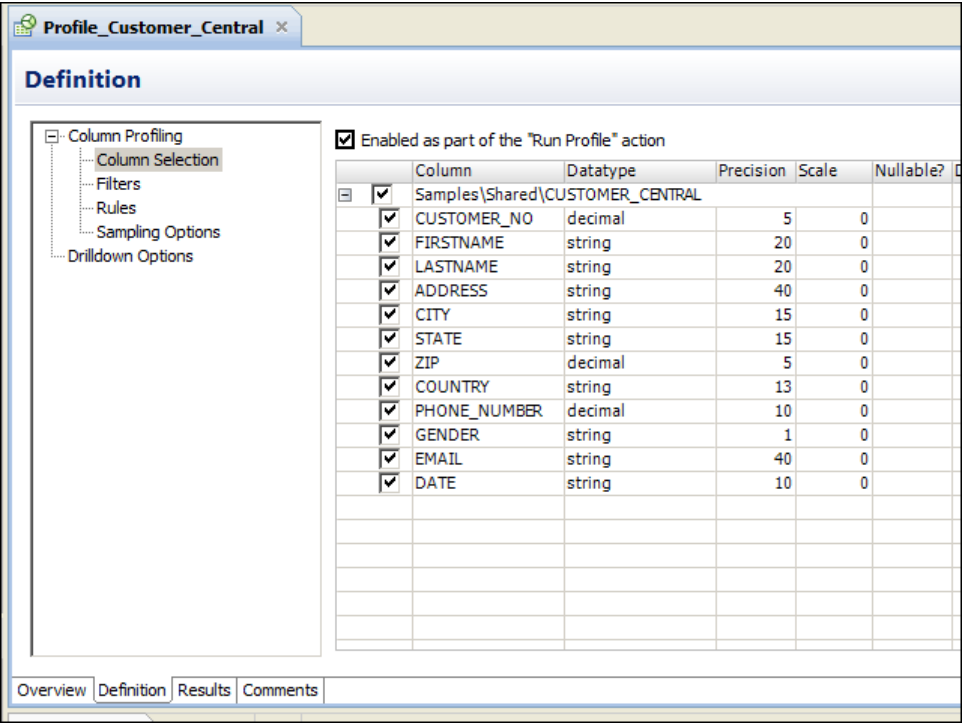 Profile_Customer_Central
Definition
Column Profiling
Column Selection
Filters
Rules
Sampling Options
Drilldown Options
Enabled as part of the "Run Profile" action
Column Datatype Precision Scale Nullable? D
Samples\Shared\CUSTOMER_CENTRAL
CUSTOMER_NO decimal 5 0
FIRSTNAME string 20 0
LASTNAME string 20 0
ADDRESS string 40 0
CITY string 15 0
STATE string 15 0
ZIP decimal 5 0
COUNTRY string 13 0
PHONE_NUMBER decimal 10 0
GENDER string 1 0
EMAIL string 40 0
DATE string 10 0
Overview Definition Results Comments